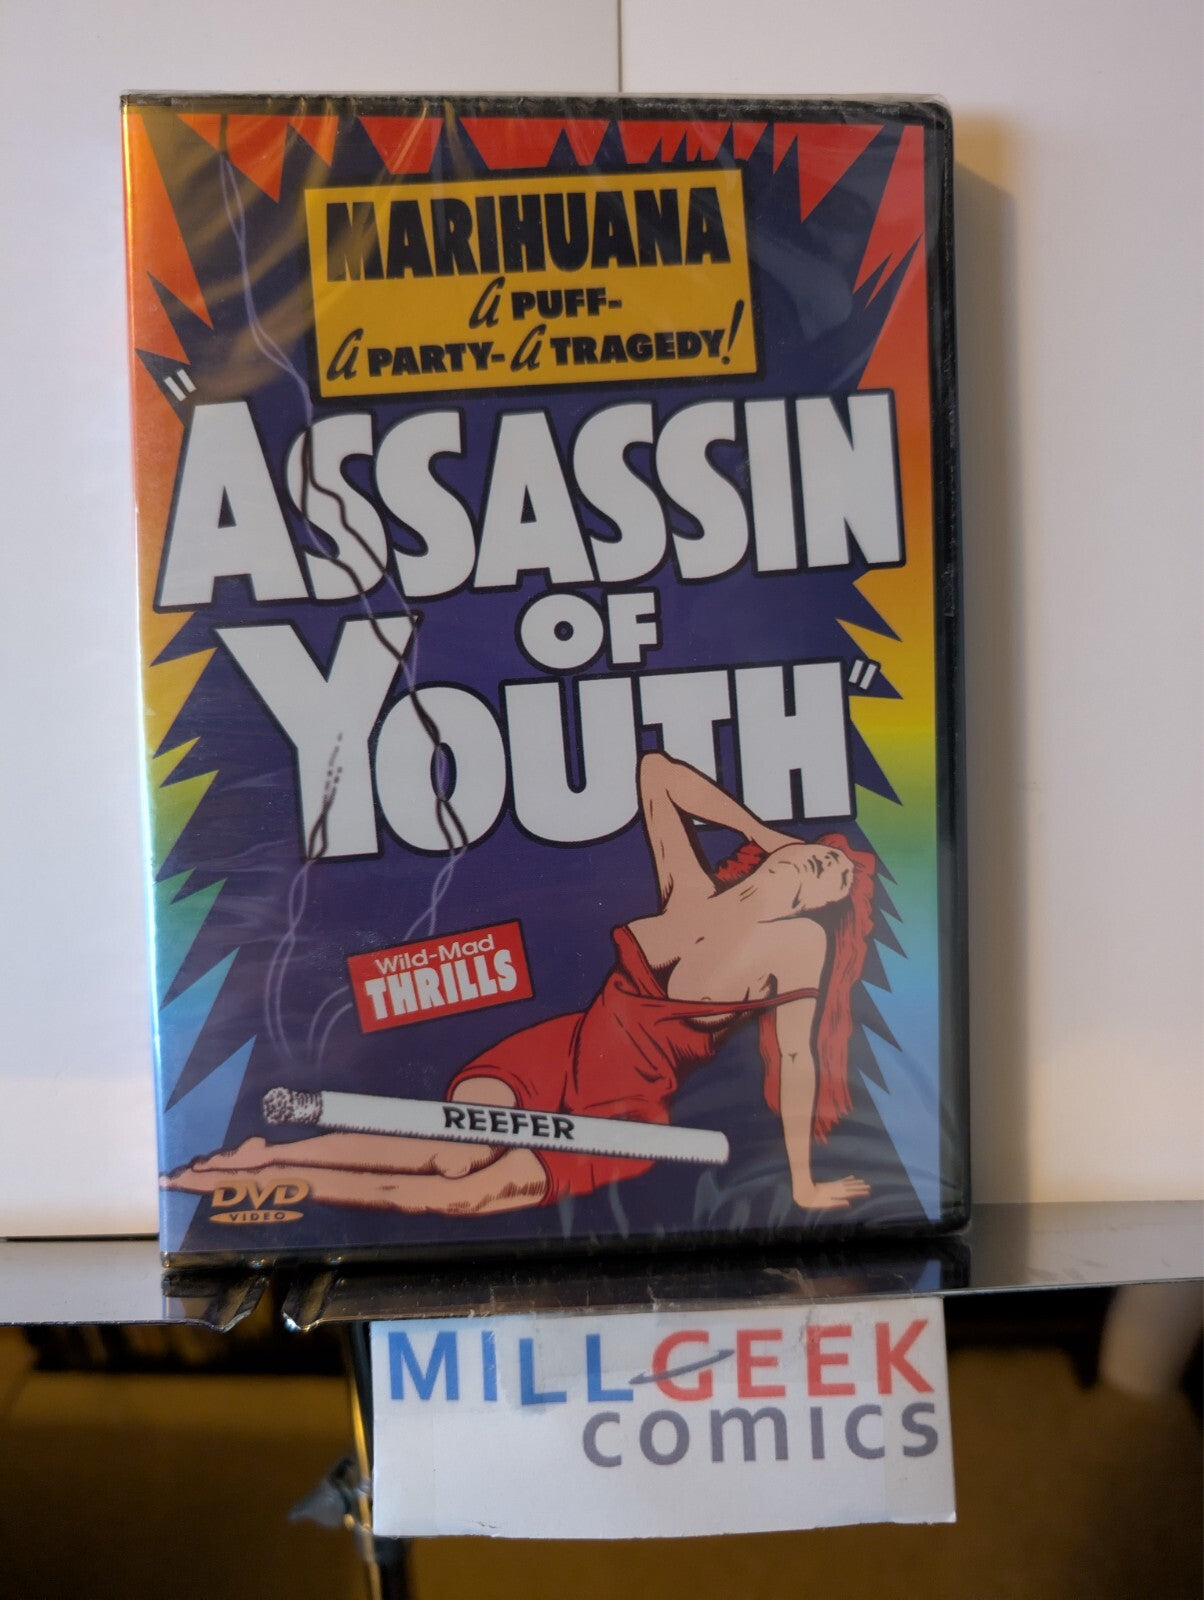 MARIHUANA
A PUFF-
A PARTY- A TRAGEDY!
"ASSASSIN
OF
YOUTH"
Wild-Mad
THRILLS
REEFER
DVD
VIDEO
MILLGEEK
comics